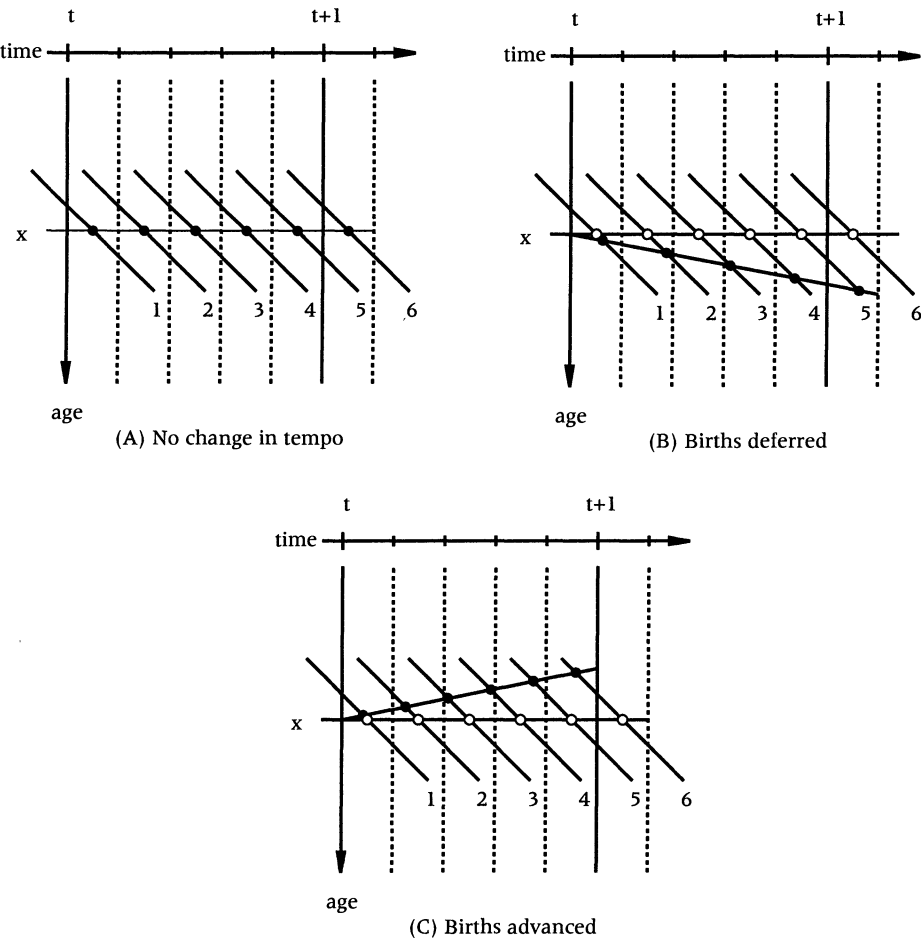 t t+1
time
x
1 2 3 4 5 6
age
(A) No change in tempo
t t+1
time
x
1 2 3 4 5 6
age
(B) Births deferred
t t+1
time
x
1 2 3 4 5 6
age
(C) Births advanced